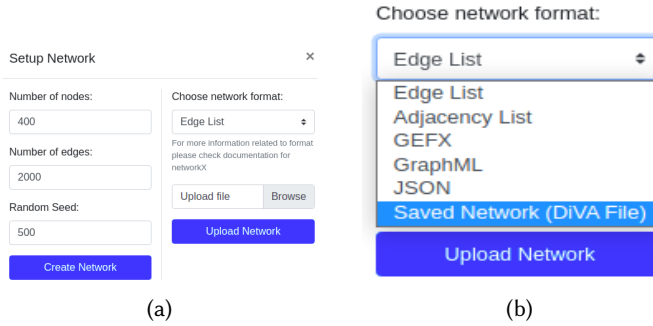 Setup Network ×
Number of nodes:
400
Number of edges:
2000
Random Seed:
500
Create Network
Choose network format:
Edge List
For more information related to format
please check documentation for
networkX
Upload file Browse
Upload Network
(a)
Choose network format:
Edge List
Edge List
Adjacency List
GEFX
GraphML
JSON
Saved Network (DiVA File)
Upload Network
(b)